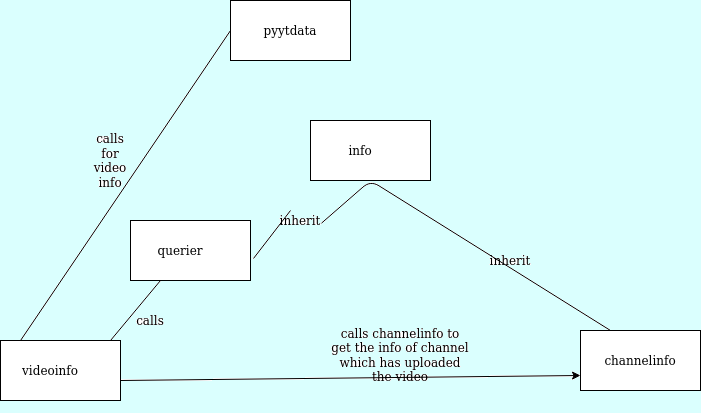 pyytdata
calls
for
video
info
info
inherit
querier
inherit
calls
calls channelinfo to
get the info of channel
which has uploaded
the video
videoinfo
channelinfo